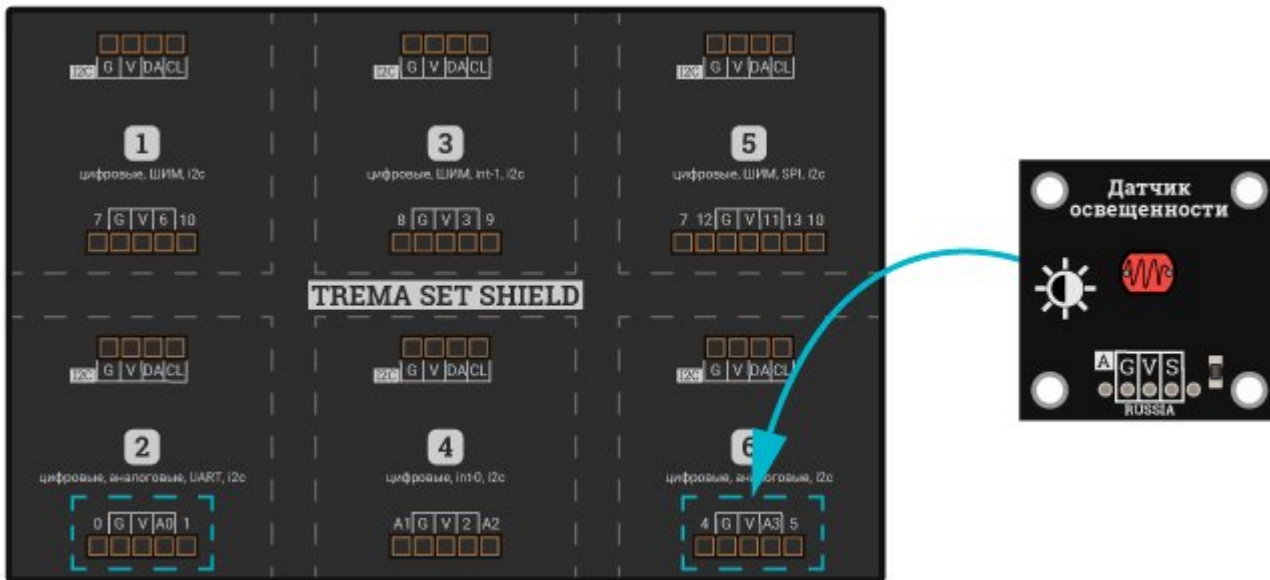 I2C G V DA CL
I2C G V DA CL
I2C G V DA CL
1
3
5
цифровые, ШИМ, i2c
цифровые, ШИМ, int-1, i2c
цифровые, ШИМ, SPI, i2c
7 G V 6 10
8 G V 3 9
7 12 G V 11 13 10
TREMA SET SHIELD
I2C G V DA CL
I2C G V DA CL
I2C G V DA CL
2
4
6
цифровые, аналоговые, UART, i2c
цифровые, int-0, i2c
цифровые, аналоговые, i2c
0 G V A0 1
A1 G V 2 A2
4 G V A3 5
Датчик
освещенности
A G V S
RUSSIA